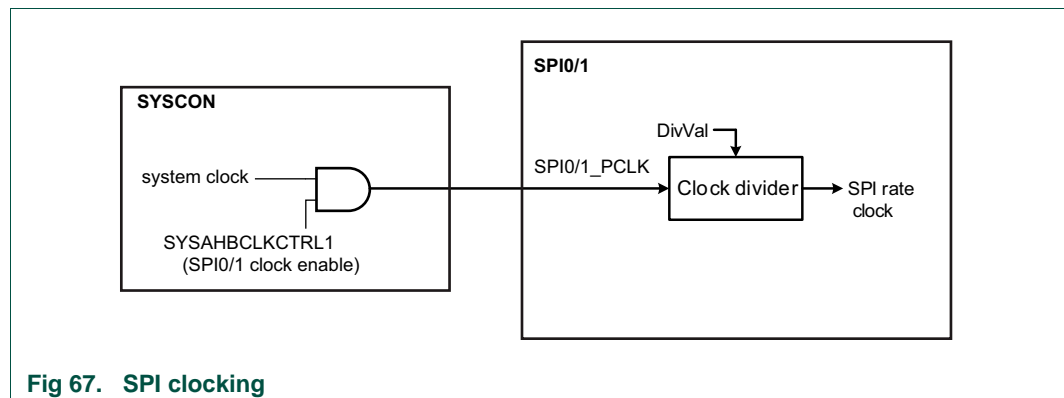 SPI0/1
SYSCON
DivVal
system clock
SPI0/1_PCLK
Clock divider
SPI rate
clock
SYSAHBCLKCTRL1
(SPI0/1 clock enable)
Fig 67. SPI clocking